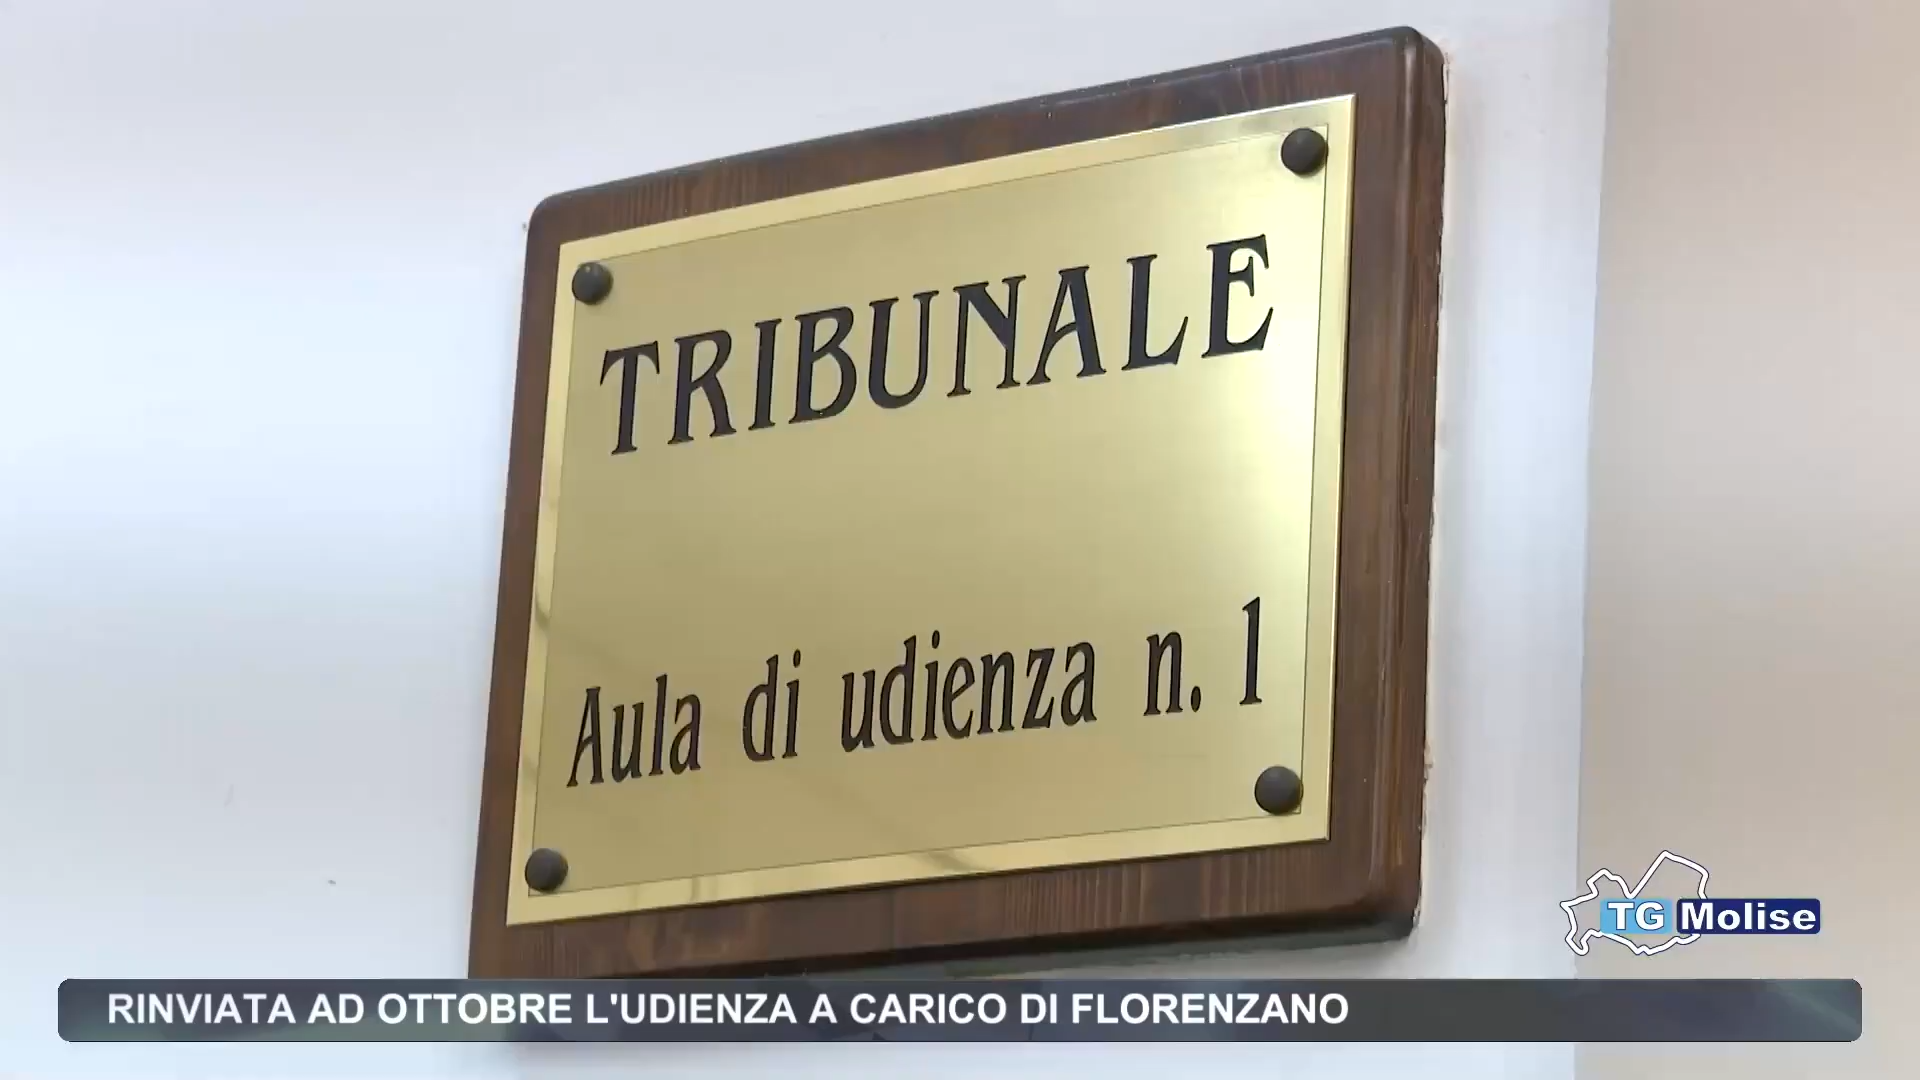 TRIBUNALE
Aula di udienza n. 1
TG Molise
RINVIATA AD OTTOBRE L'UDIENZA A CARICO DI FLORENZANO